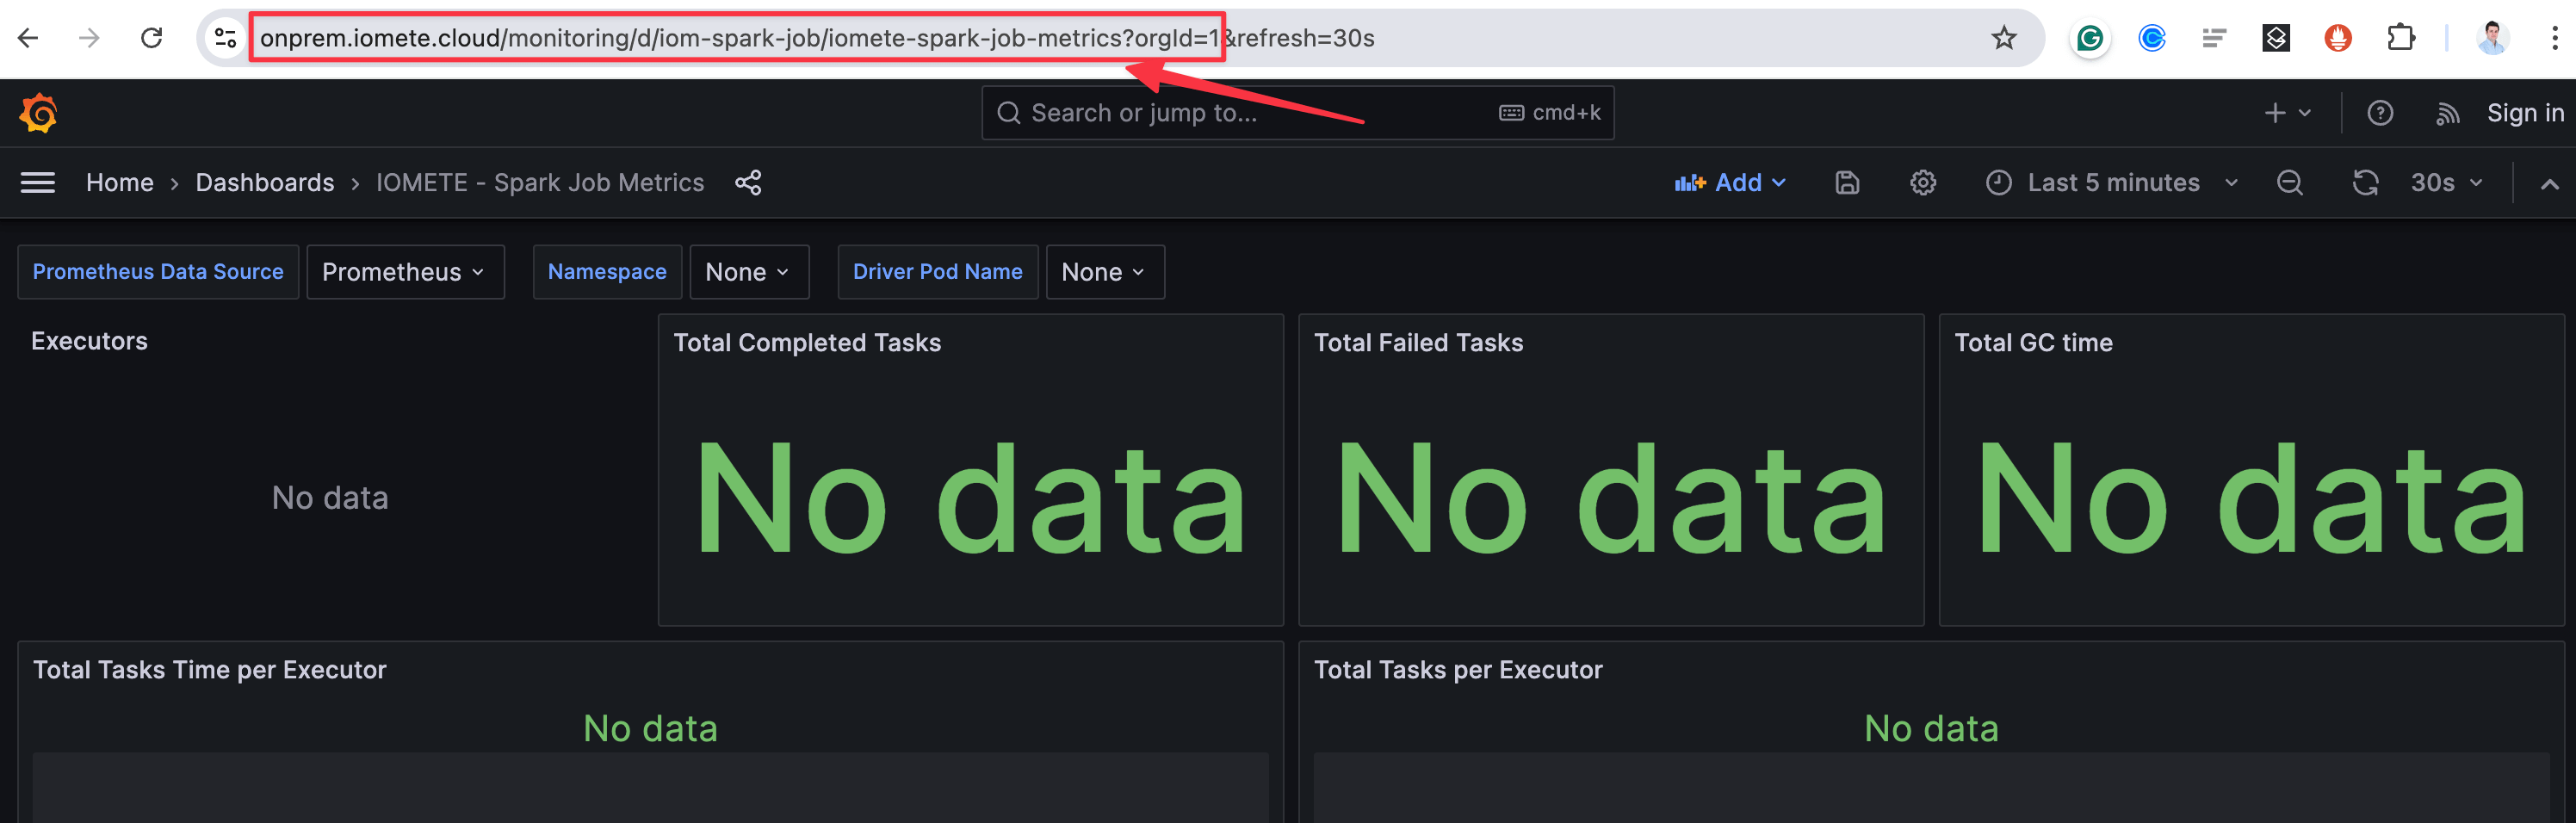 onprem.iomete.cloud/monitoring/d/iom-spark-job/iomete-spark-job-metrics?orgId=1&refresh=30s
Search or jump to... cmd+k
Sign in
Home › Dashboards › IOMETE - Spark Job Metrics
Add
Last 5 minutes
30s
Prometheus Data Source Prometheus
Namespace None
Driver Pod Name None
Executors
No data
Total Completed Tasks
No data
Total Failed Tasks
No data
Total GC time
No data
Total Tasks Time per Executor
No data
Total Tasks per Executor
No data